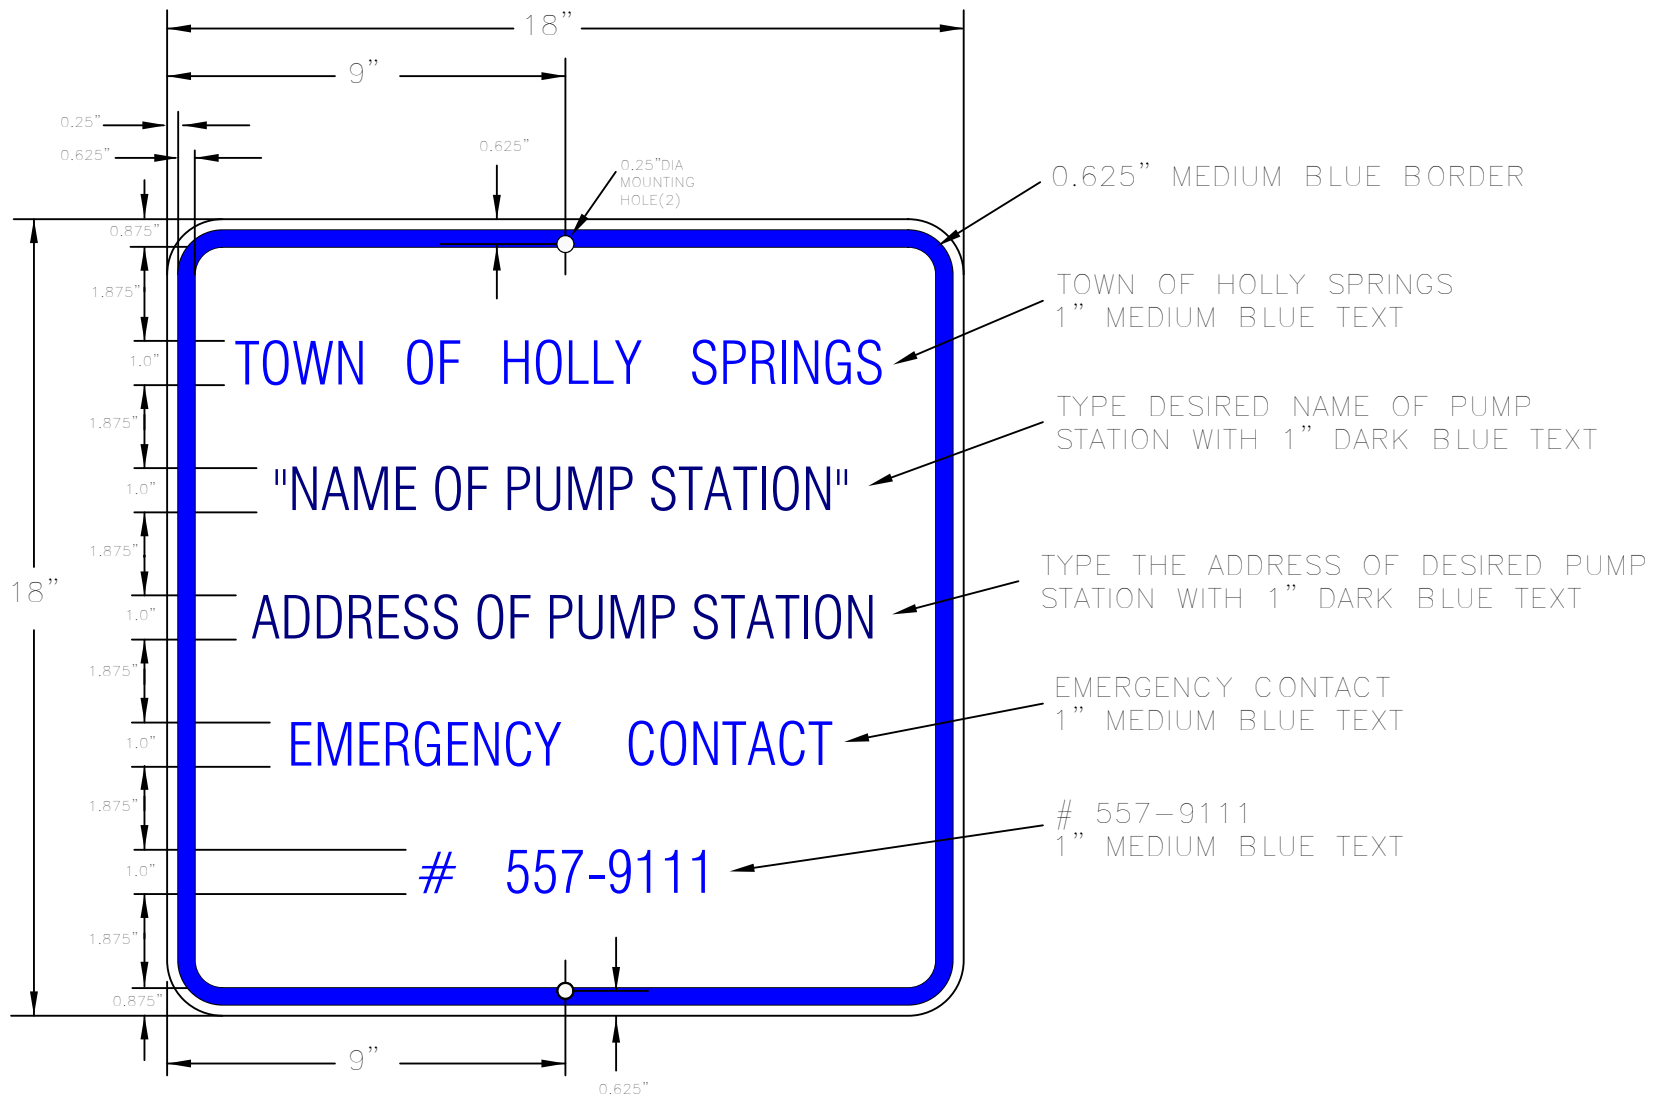 18”
9”
0.25”
0.625”
0.625”
0.25”DIA
MOUNTING
HOLE(2)
0.625” MEDIUM BLUE BORDER
0.875”
1.875”
TOWN OF HOLLY SPRINGS
1” MEDIUM BLUE TEXT
1.0”
TOWN OF HOLLY SPRINGS
1.875”
TYPE DESIRED NAME OF PUMP
STATION WITH 1” DARK BLUE TEXT
1.0”
"NAME OF PUMP STATION"
1.875”
18”
TYPE THE ADDRESS OF DESIRED PUMP
STATION WITH 1” DARK BLUE TEXT
1.0”
ADDRESS OF PUMP STATION
1.875”
EMERGENCY CONTACT
1” MEDIUM BLUE TEXT
1.0”
EMERGENCY CONTACT
1.875”
# 557-9111
1” MEDIUM BLUE TEXT
1.0”
# 557-9111
1.875”
0.875”
9”
0.625”